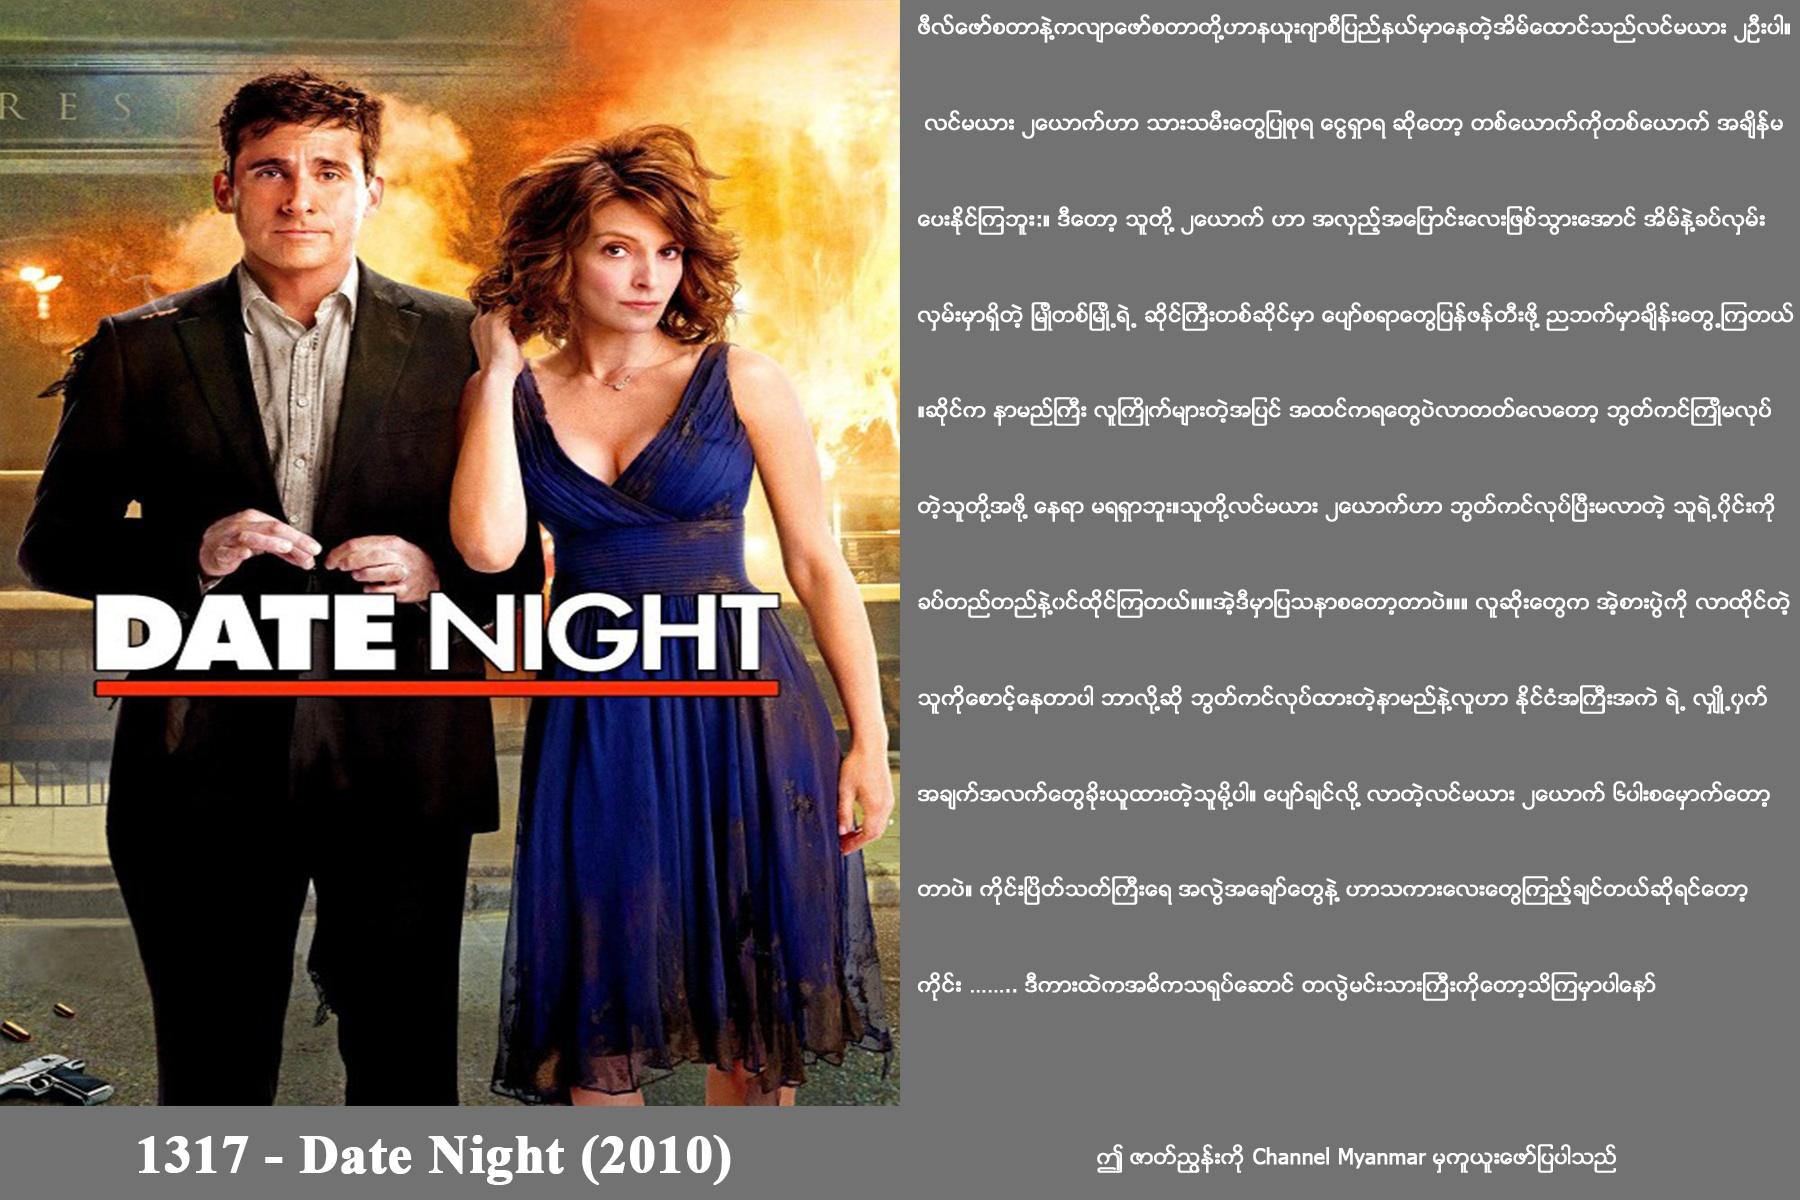 REST
DATE NIGHT
1317 - Date Night (2010)
ဖီလ်ဖော်စတာနဲ့ကလျာဖော်စတာတို့ဟာနယူးဂျာစီပြည်နယ်မှာနေတဲ့အိမ်ထောင်သည်လင်မယား ၂ဦးပါ။
လင်မယား ၂ယောက်ဟာ သားသမီးတွေပြုစုရ ငွေရှာရ ဆိုတော့ တစ်ယောက်ကိုတစ်ယောက် အချိန်မ
ပေးနိုင်ကြဘူး;။ ဒီတော့ သူတို့ ၂ယောက် ဟာ အလှည့်အပြောင်းလေးဖြစ်သွားအောင် အိမ်နဲ့ခပ်လှမ်း
လှမ်းမှာရှိတဲ့ မြို့တစ်မြို့ရဲ့ ဆိုင်ကြီးတစ်ဆိုင်မှာ ပျော်စရာတွေပြန်ဖန်တီးဖို့ ညဘက်မှာချိန်းတွေ့ကြတယ်
။ဆိုင်က နာမည်ကြီး လူကြိုက်များတဲ့အပြင် အထင်ကရတွေပဲလာတတ်လေတော့ ဘွတ်ကင်ကြိုမလုပ်
တဲ့သူတို့အဖို့ နေရာ မရရှာဘူး။သူတို့လင်မယား ၂ယောက်ဟာ ဘွတ်ကင်လုပ်ပြီးမလာတဲ့ သူရဲ့ဝိုင်းကို
ခပ်တည်တည်နဲ့ဝင်ထိုင်ကြတယ်။။။အဲ့ဒီမှာပြသနာစတော့တာပဲ။။။ လူဆိုးတွေက အဲ့စားပွဲကို လာထိုင်တဲ့
သူကိုစောင့်နေတာပါ ဘာလို့ဆို ဘွတ်ကင်လုပ်ထားတဲ့နာမည်နဲ့လူဟာ နိုင်ငံအကြီးအကဲ ရဲ့ လျှို့ဝှက်
အချက်အလက်တွေခိုးယူထားတဲ့သူမို့ပါ။ ပျော်ချင်လို့ လာတဲ့လင်မယား ၂ယောက် ဒုံးပါးစမှောက်တော့
တာပဲ။ ကိုင်းပြိတ်သတ်ကြီးရေ အလွဲအချော်တွေနဲ့ ဟာသကားလေးတွေကြည့်ချင်တယ်ဆိုရင်တော့
ကိုင်း …….. ဒီကားထဲကအဓိကသရုပ်ဆောင် တလွဲမင်းသားကြီးကိုတော့သိကြမှာပါနော်
ဤ ဇာတ်ညွှန်းကို Channel Myanmar မှကူယူးဖော်ပြပါသည်